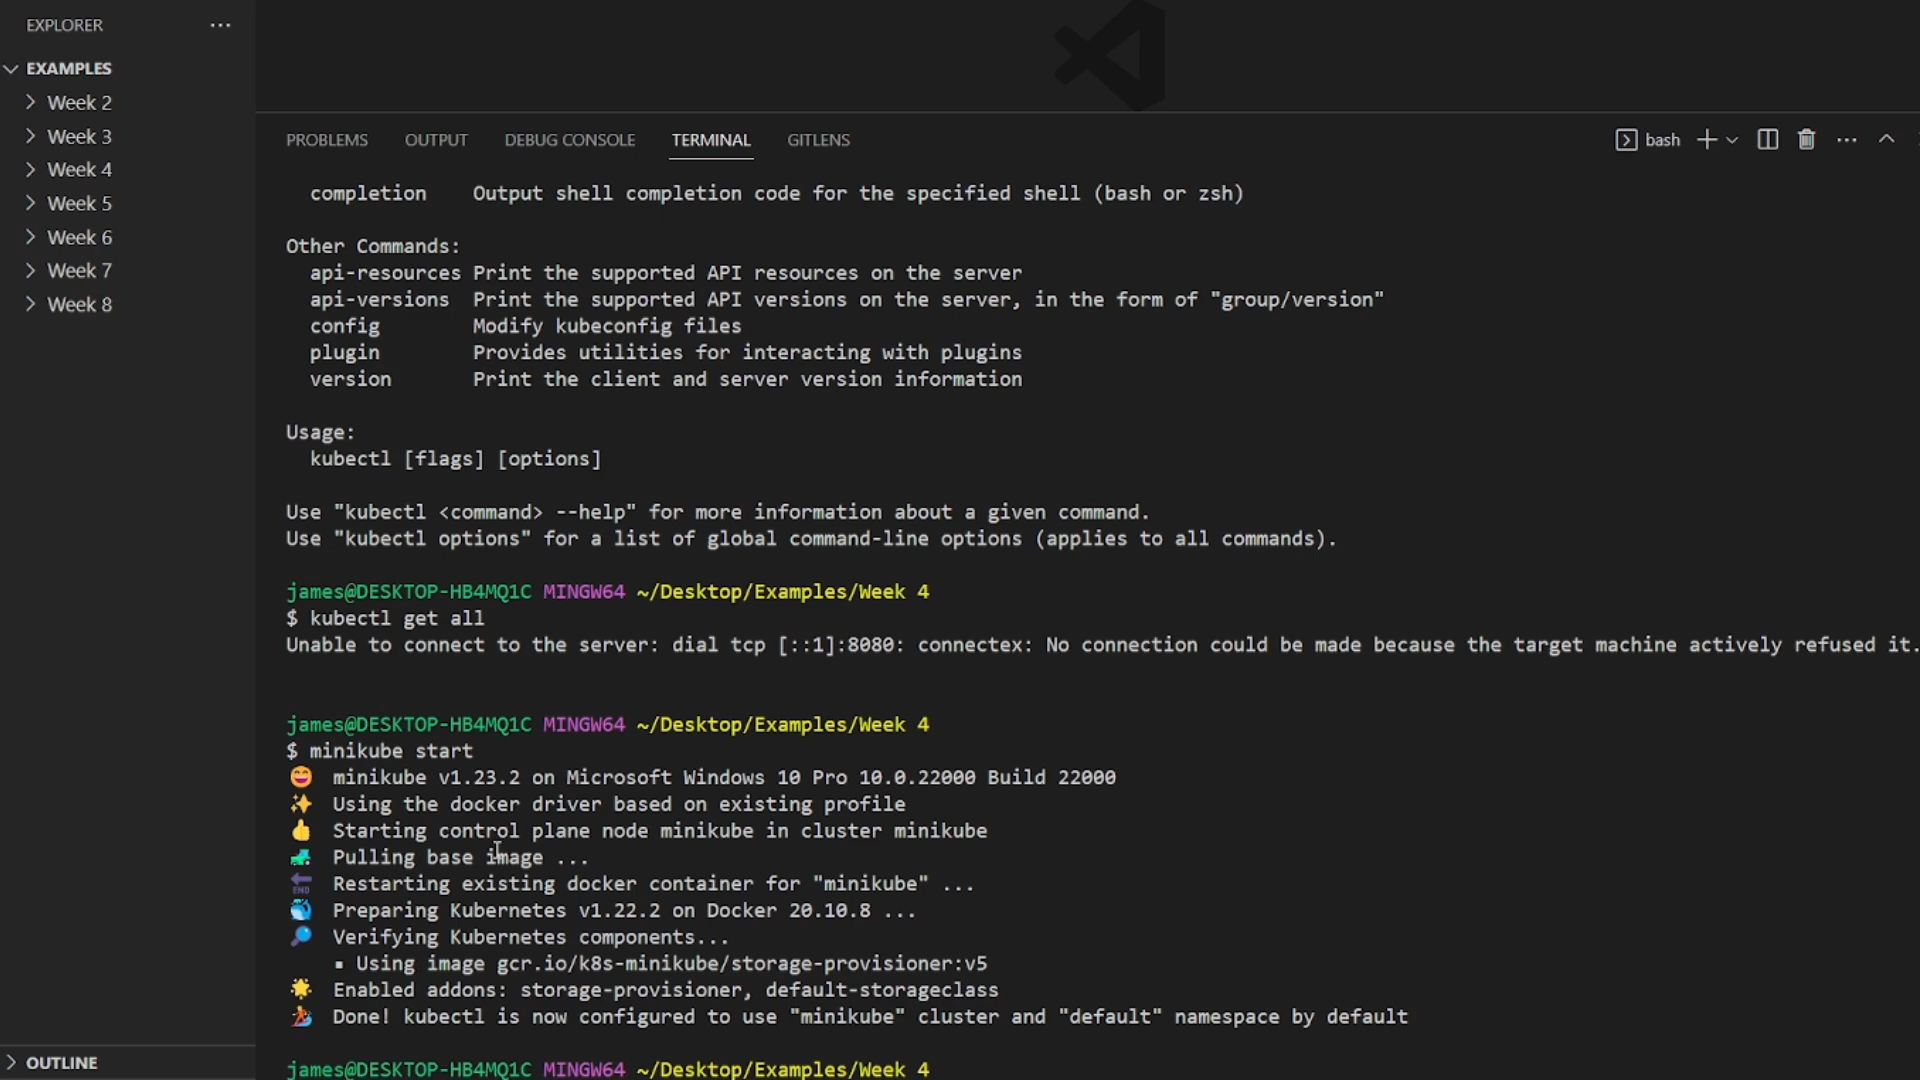 EXPLORER
EXAMPLES
Week 2
Week 3
Week 4
Week 5
Week 6
Week 7
Week 8
OUTLINE
PROBLEMS OUTPUT DEBUG CONSOLE TERMINAL GITLENS bash
completion Output shell completion code for the specified shell (bash or zsh)
Other Commands:
api-resources Print the supported API resources on the server
api-versions Print the supported API versions on the server, in the form of "group/version"
config Modify kubeconfig files
plugin Provides utilities for interacting with plugins
version Print the client and server version information
Usage:
kubectl [flags] [options]
Use "kubectl <command> --help" for more information about a given command.
Use "kubectl options" for a list of global command-line options (applies to all commands).
james@DESKTOP-HB4MQ1C MINGW64 ~/Desktop/Examples/Week 4
$ kubectl get all
Unable to connect to the server: dial tcp [::1]:8080: connectex: No connection could be made because the target machine actively refused it.
james@DESKTOP-HB4MQ1C MINGW64 ~/Desktop/Examples/Week 4
$ minikube start
😄 minikube v1.23.2 on Microsoft Windows 10 Pro 10.0.22000 Build 22000
✨ Using the docker driver based on existing profile
👍 Starting control plane node minikube in cluster minikube
🚜 Pulling base image ...
🔚 Restarting existing docker container for "minikube" ...
🐳 Preparing Kubernetes v1.22.2 on Docker 20.10.8 ...
🔎 Verifying Kubernetes components...
▪ Using image gcr.io/k8s-minikube/storage-provisioner:v5
🌟 Enabled addons: storage-provisioner, default-storageclass
🏄 Done! kubectl is now configured to use "minikube" cluster and "default" namespace by default
james@DESKTOP-HB4MQ1C MINGW64 ~/Desktop/Examples/Week 4